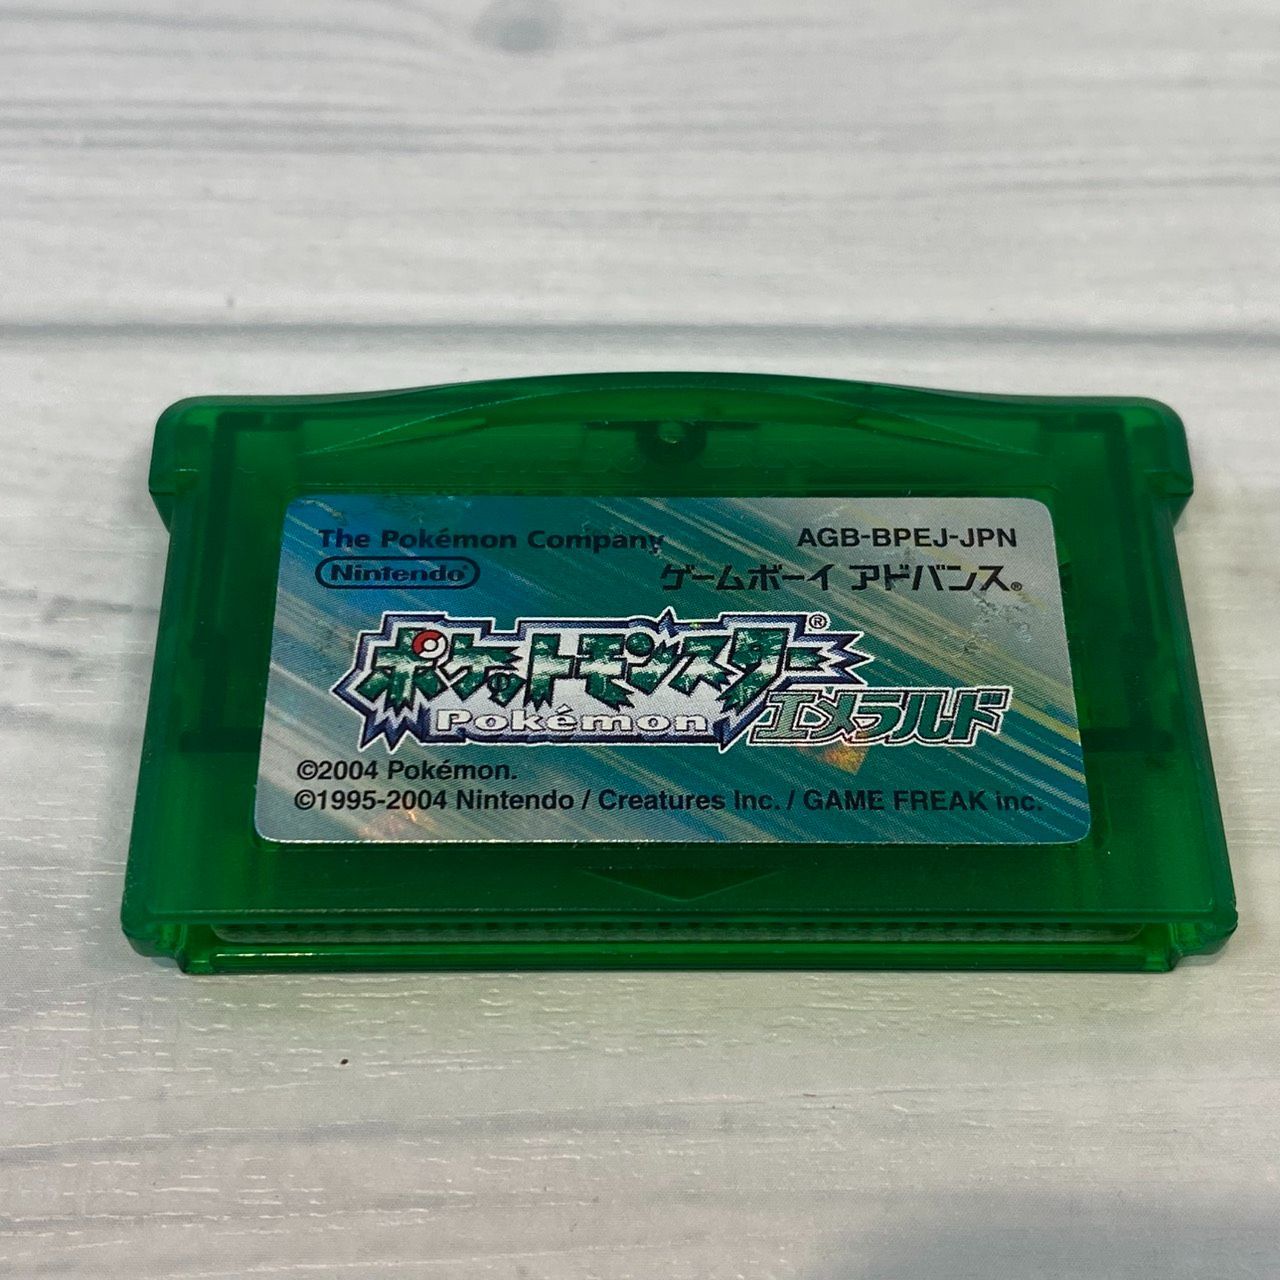 The Pokémon Company
AGB-BPEJ-JPN
Nintendo®
ゲームボーイ アドバンス®
ポケットモンスター®
Pokémon
エメラルド
©2004 Pokémon.
©1995-2004 Nintendo / Creatures Inc. / GAME FREAK inc.